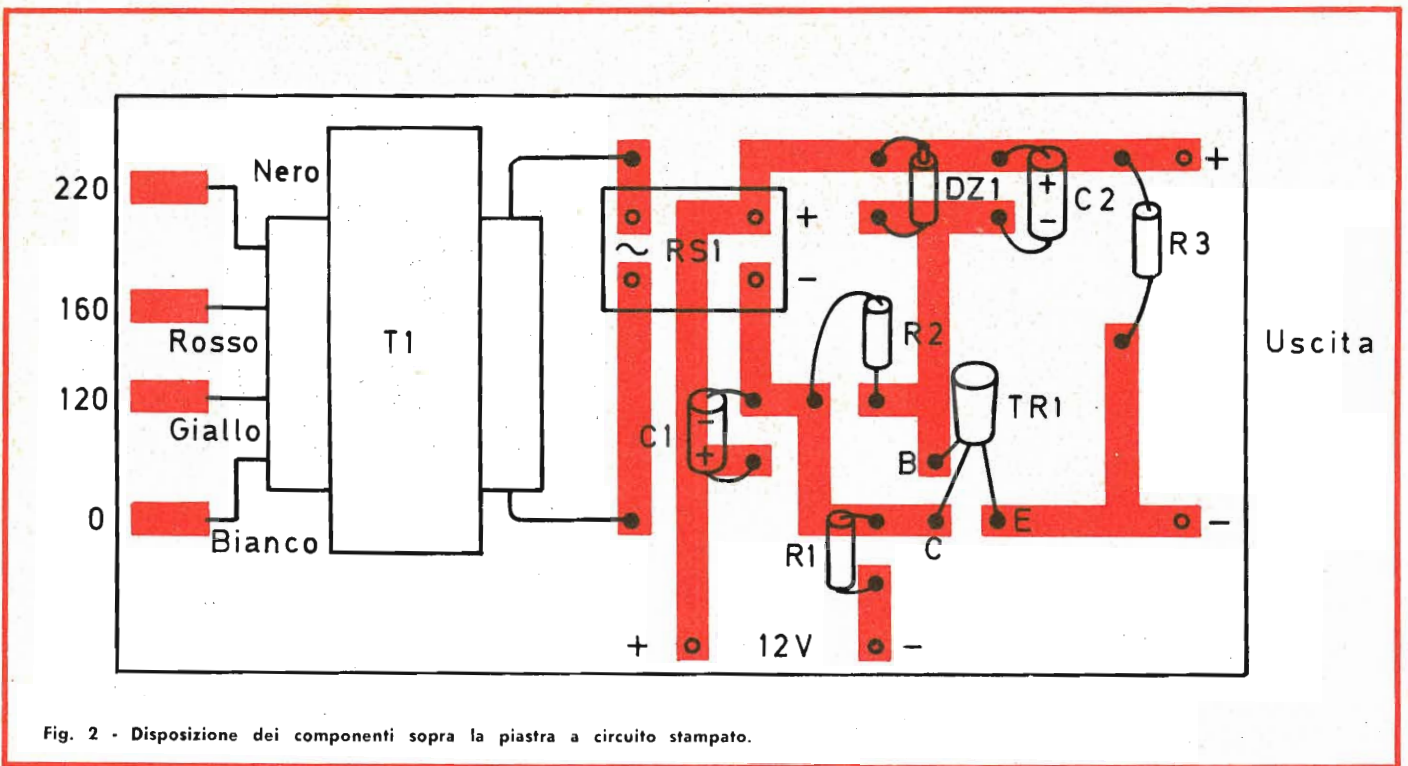 220
Nero
160
Rosso
120
Giallo
0
Bianco
T1
~ RS1
+
-
DZ1
+
-
C2
R3
+
R2
C1
-
+
TR1
B
C
E
-
R1
+ 12V -
Uscita
Fig. 2 - Disposizione dei componenti sopra la piastra a circuito stampato.